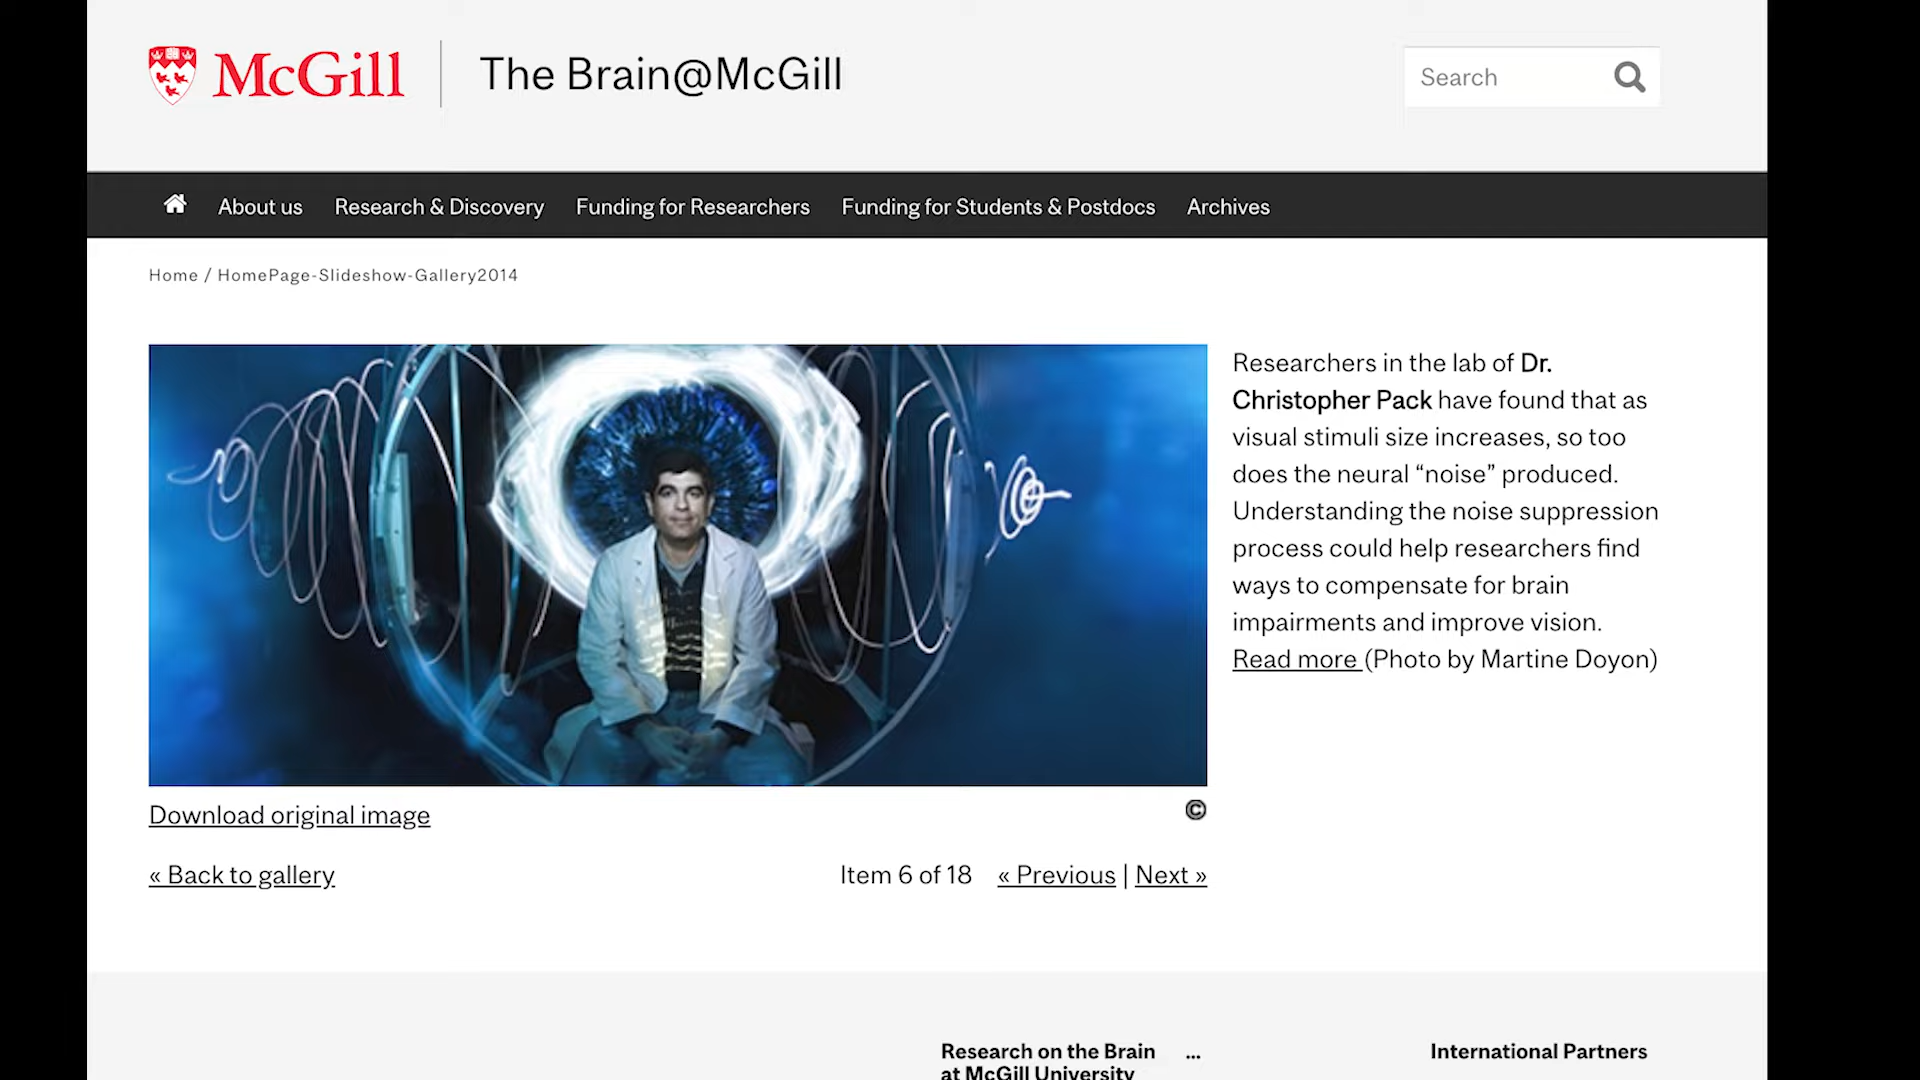 McGill
The Brain@McGill
Search
About us
Research & Discovery
Funding for Researchers
Funding for Students & Postdocs
Archives
Home / HomePage-Slideshow-Gallery2014
Researchers in the lab of Dr.
Christopher Pack have found that as
visual stimuli size increases, so too
does the neural “noise” produced.
Understanding the noise suppression
process could help researchers find
ways to compensate for brain
impairments and improve vision.
Read more (Photo by Martine Doyon)
Download original image
©
« Back to gallery
Item 6 of 18
« Previous | Next »
Research on the Brain
at McGill University
...
International Partners